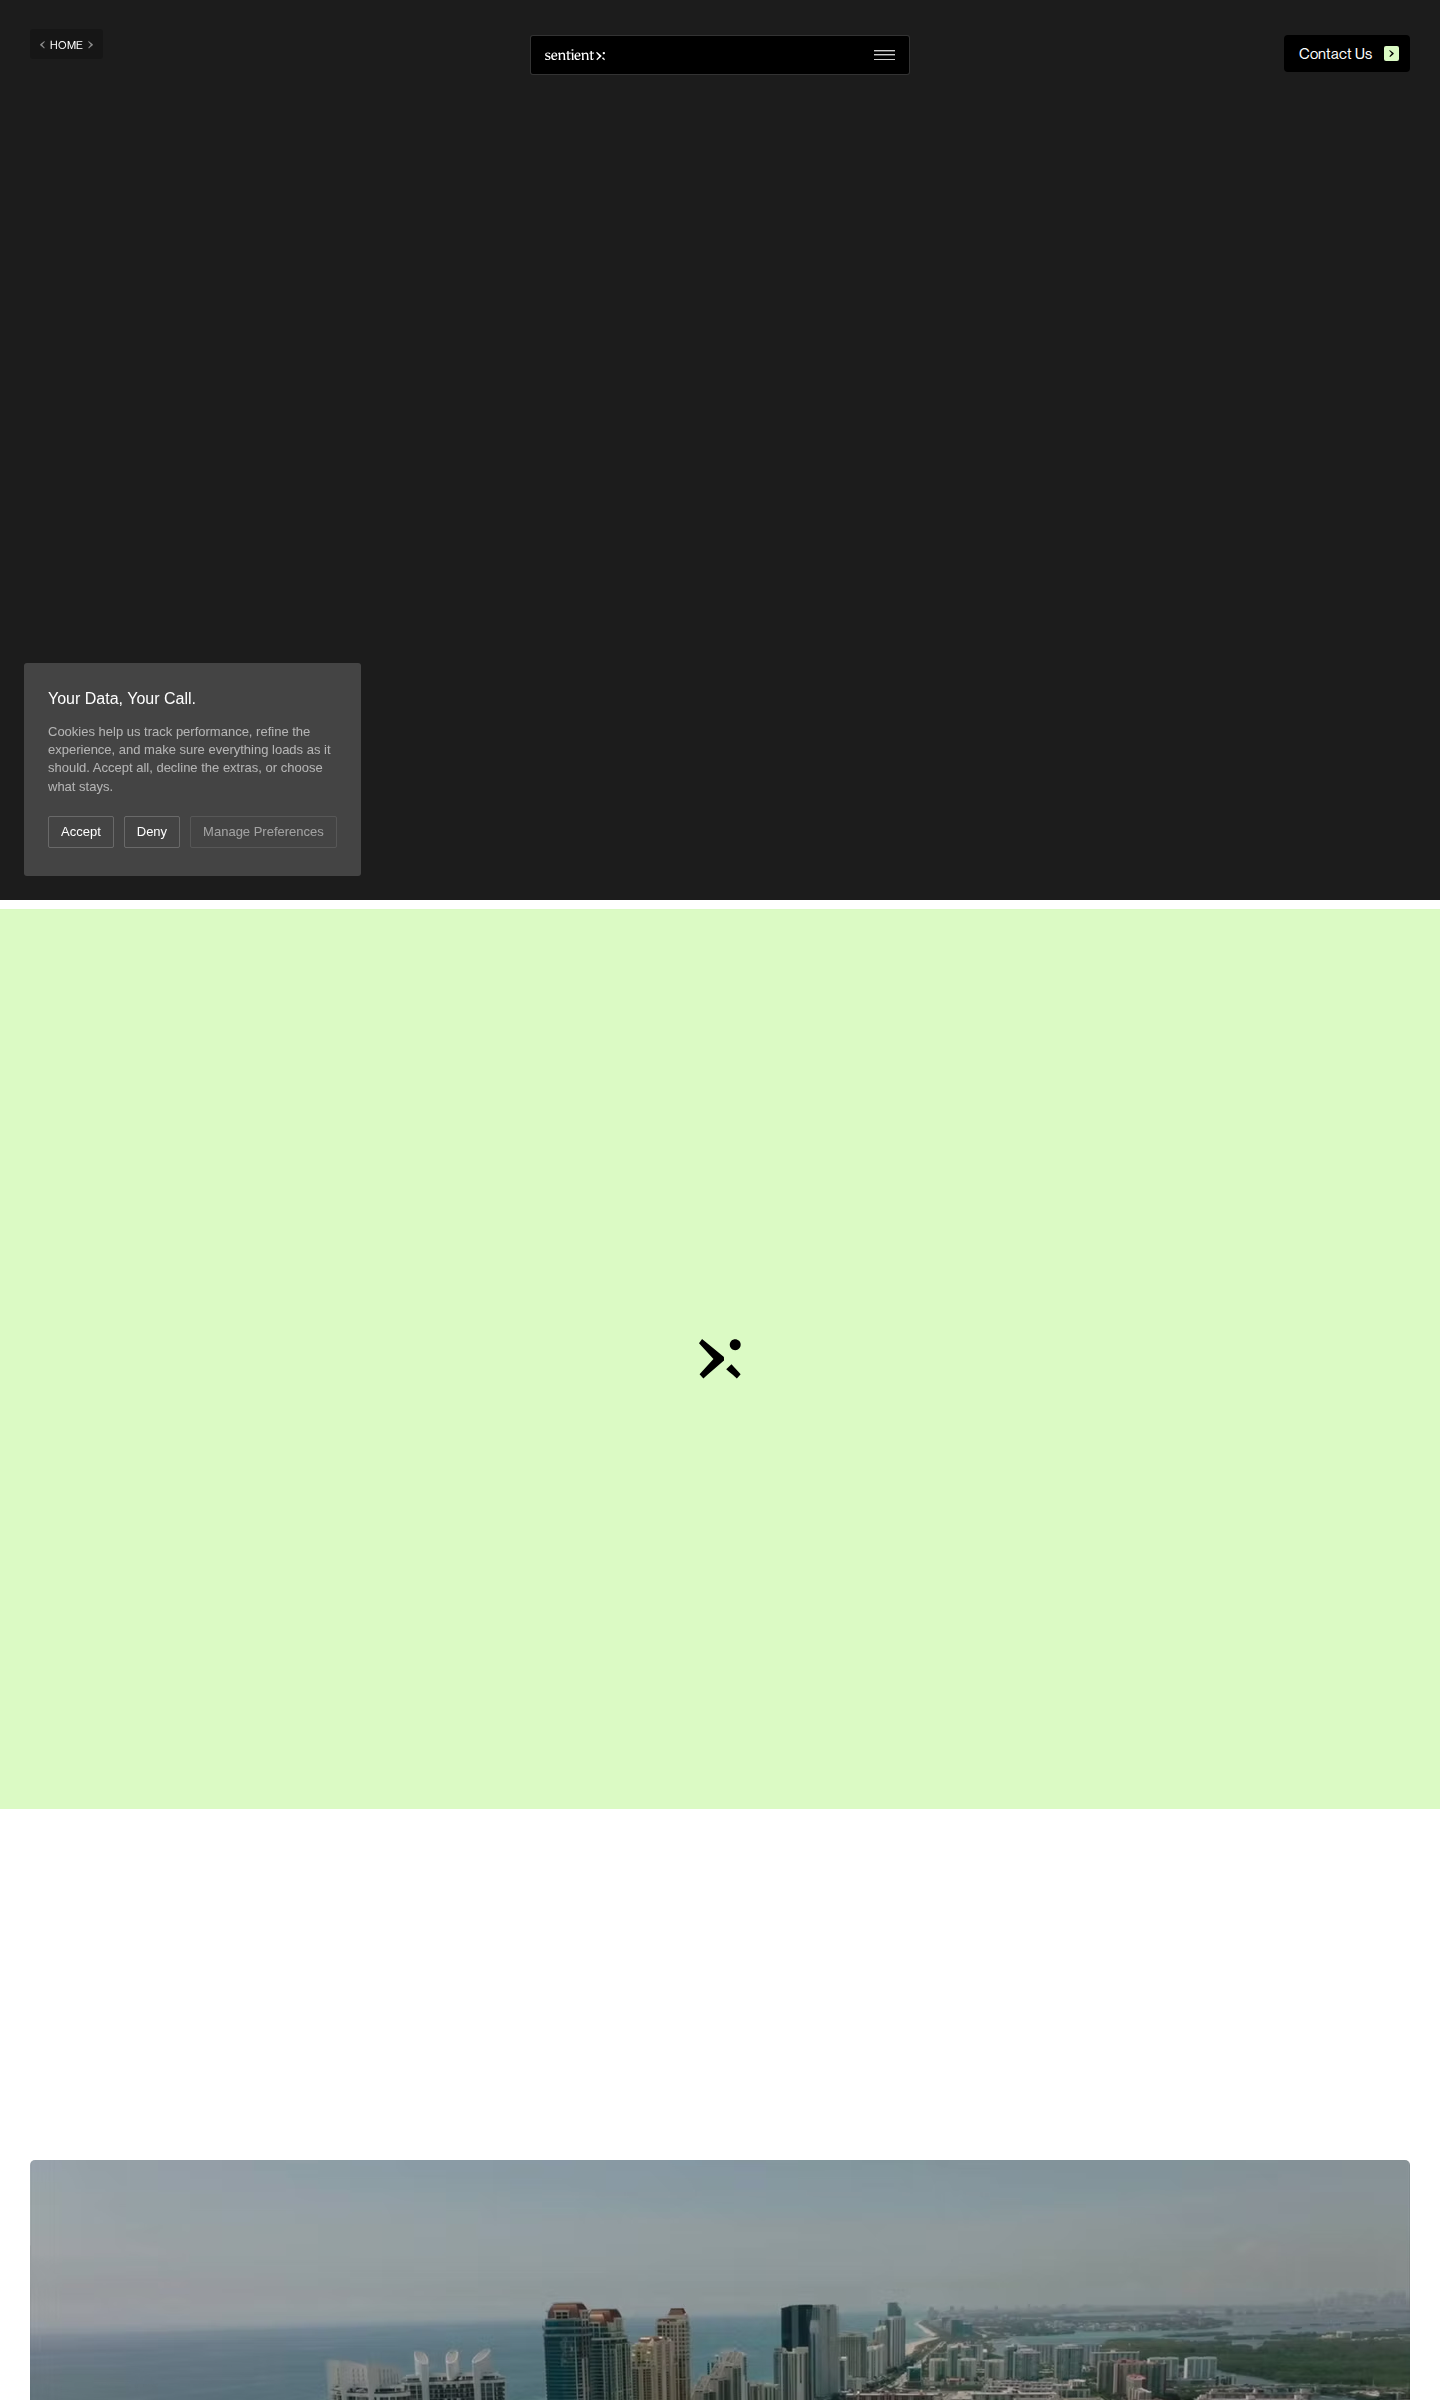 HOME
sentient
Contact Us
Your Data, Your Call.
Cookies help us track performance, refine the
experience, and make sure everything loads as it
should. Accept all, decline the extras, or choose
what stays.
Accept
Deny
Manage Preferences